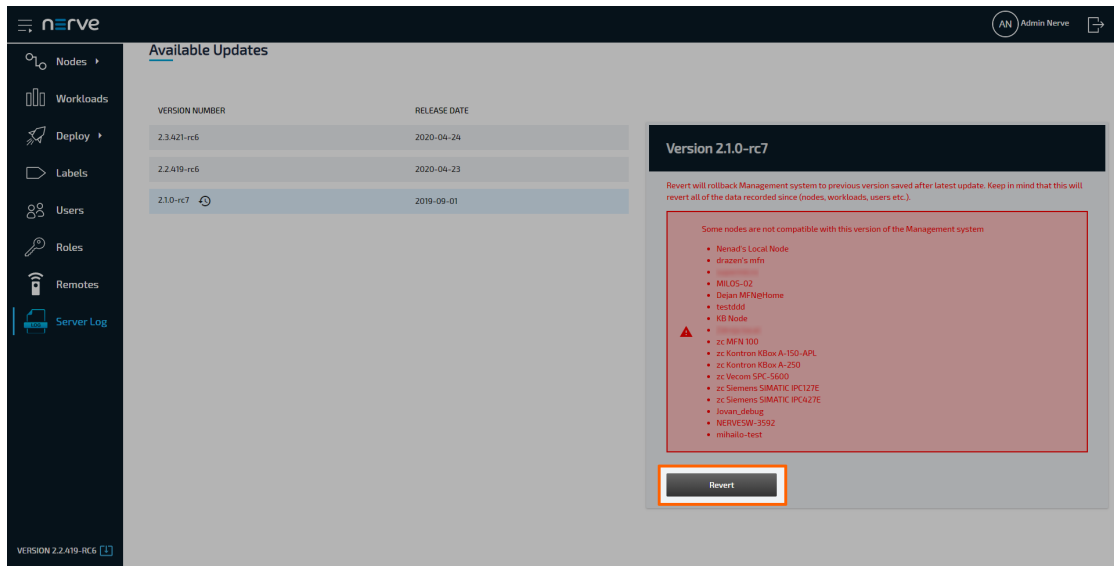 nerve
AN Admin Nerve
Nodes
Workloads
Deploy
Labels
Users
Roles
Remotes
LOG Server Log
VERSION 2.2.419-RC6
Available Updates
VERSION NUMBER RELEASE DATE
2.3.421-rc6 2020-04-24
2.2.419-rc6 2020-04-23
2.1.0-rc7 2019-09-01
Version 2.1.0-rc7
Revert will rollback Management system to previous version saved after latest update. Keep in mind that this will
revert all of the data recorded since (nodes, workloads, users etc.).
Some nodes are not compatible with this version of the Management system
Nenad's Local Node
drazen's mfn
MILOS-02
Dejan MFN@Home
testddd
KB Node
zc MFN 100
zc Kontron KBox A-150-APL
zc Kontron KBox A-250
zc Vecom SPC-5600
zc Siemens SIMATIC IPC127E
zc Siemens SIMATIC IPC427E
Jovan_debug
NERVESW-3592
mihailo-test
Revert